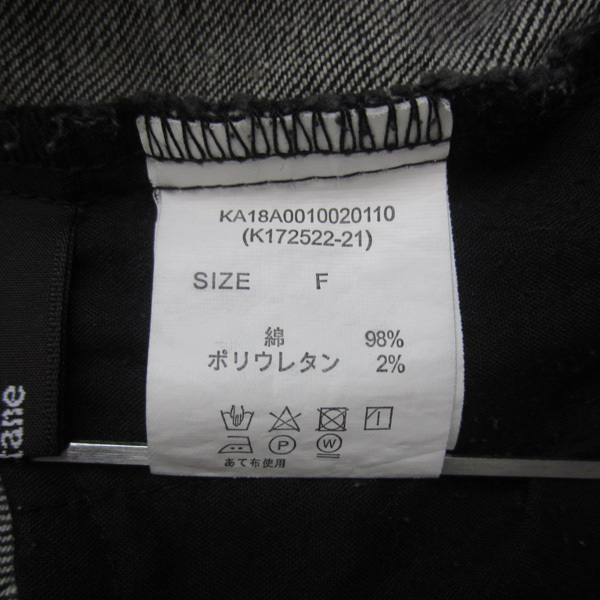 KA18A0010020110
(K172522-21)
SIZE F
綿 98%
ポリウレタン 2%
P W
あて布使用